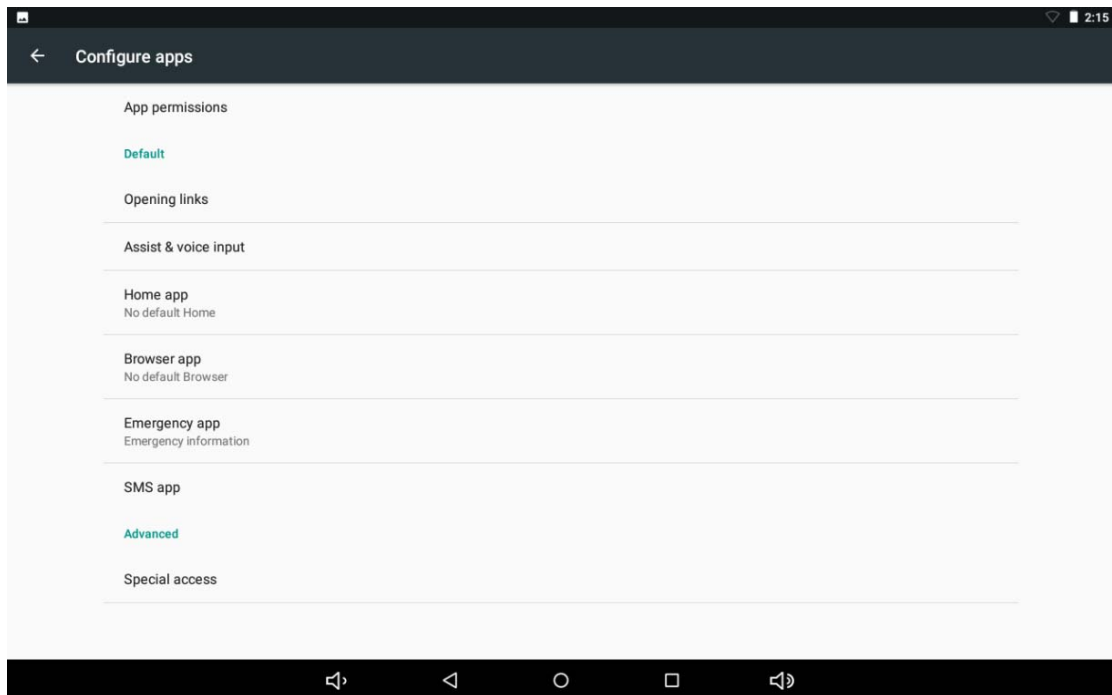 2:15
Configure apps
App permissions
Default
Opening links
Assist & voice input
Home app
No default Home
Browser app
No default Browser
Emergency app
Emergency information
SMS app
Advanced
Special access